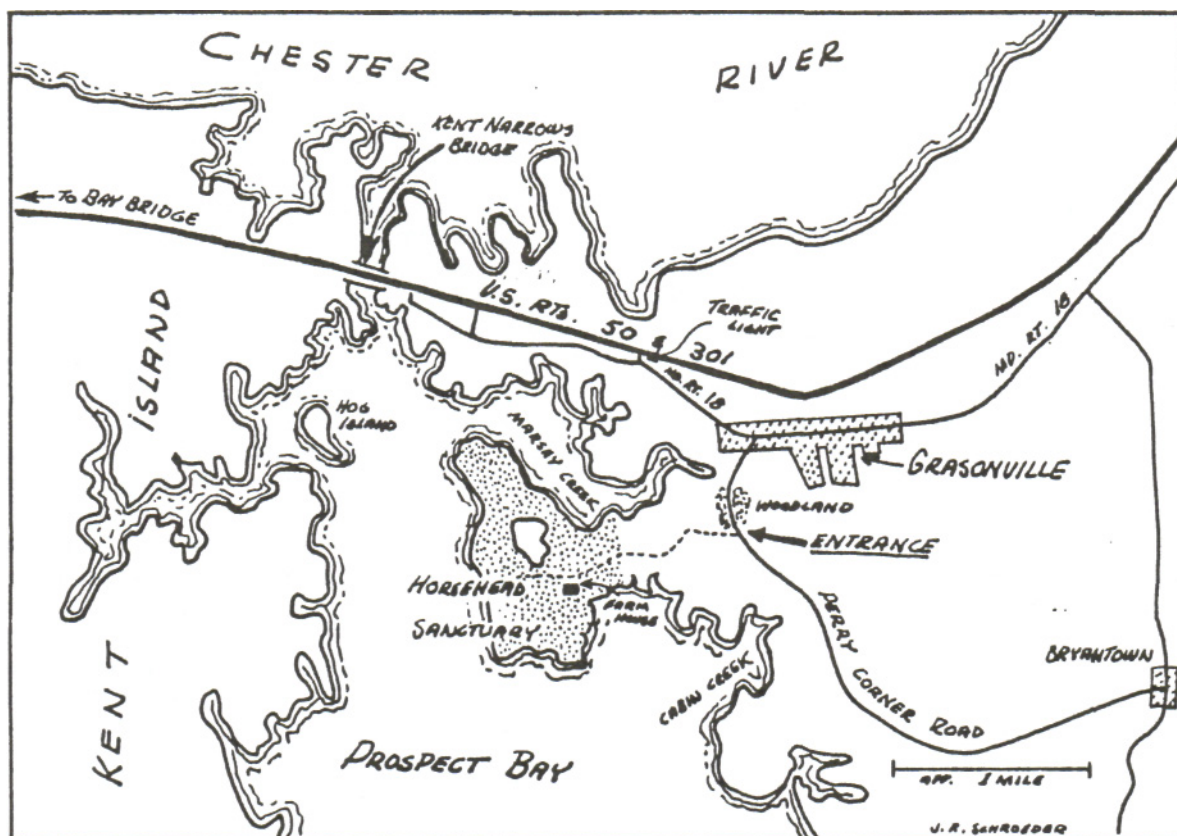 CHESTER RIVER
KENT NARROWS
BRIDGE
TO BAY BRIDGE
U.S. RTS. 50 & 301
TRAFFIC
LIGHT
MD. RT. 18
MD. RT. 18
KENT ISLAND
HOG
ISLAND
MARSHY CREEK
GRASONVILLE
WOODLAND
ENTRANCE
HORSEHEAD
SANCTUARY
FARM
HOUSE
PERRY CORNER ROAD
BRYANTOWN
CABIN CREEK
PROSPECT BAY
APP. 1 MILE
J.R. SCHROEDER